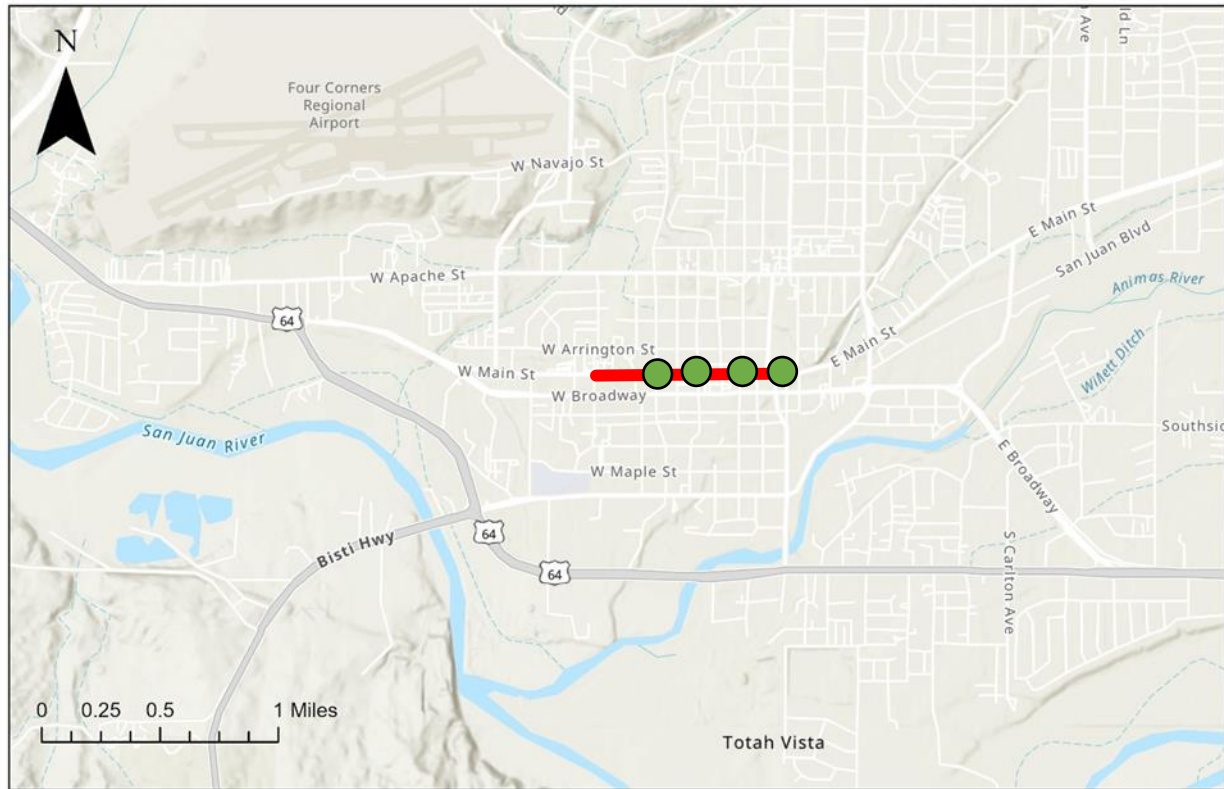 N
Four Corners
Regional
Airport
W Navajo St
E Main St
San Juan Blvd
Animas River
W Apache St
64
W Arrington St
E Main St
W Main St
W Broadway
Willett Ditch
San Juan River
Southsid
W Maple St
E Broadway
64
Bisti Hwy
S Carlton Ave
64
0 0.25 0.5 1 Miles
Totah Vista